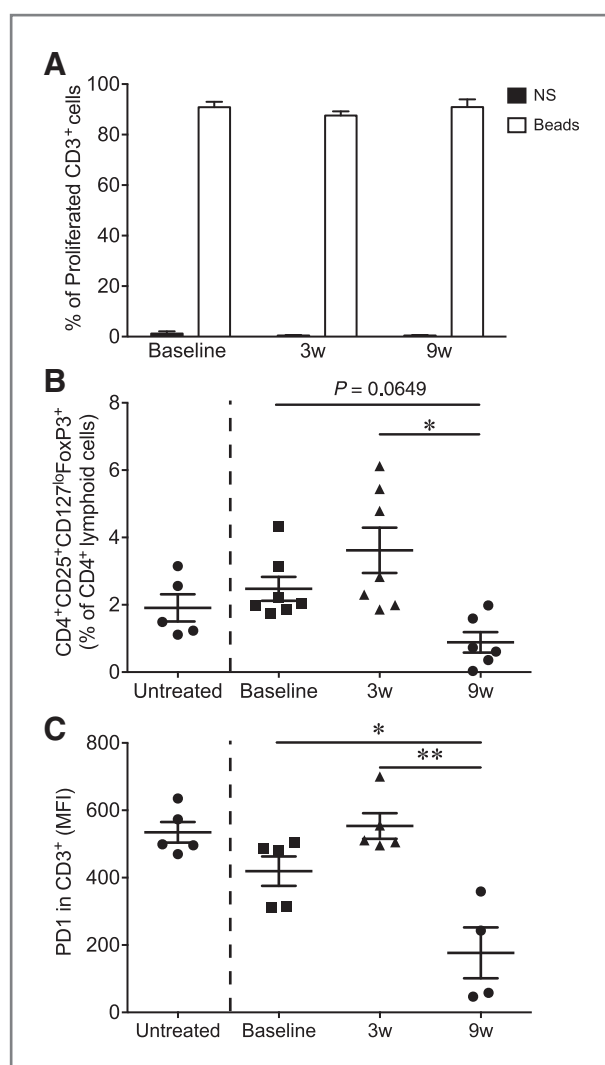 A
% of Proliferated CD3⁺ cells
100
80
60
40
20
0
Baseline
3w
9w
NS
Beads
B
CD4⁺CD25⁺CD127ˡᵒFoxP3⁺
(% of CD4⁺ lymphoid cells)
8
6
4
2
0
P = 0.0649
*
Untreated
Baseline
3w
9w
C
PD1 in CD3⁺ (MFI)
800
600
400
200
0
*
**
Untreated
Baseline
3w
9w